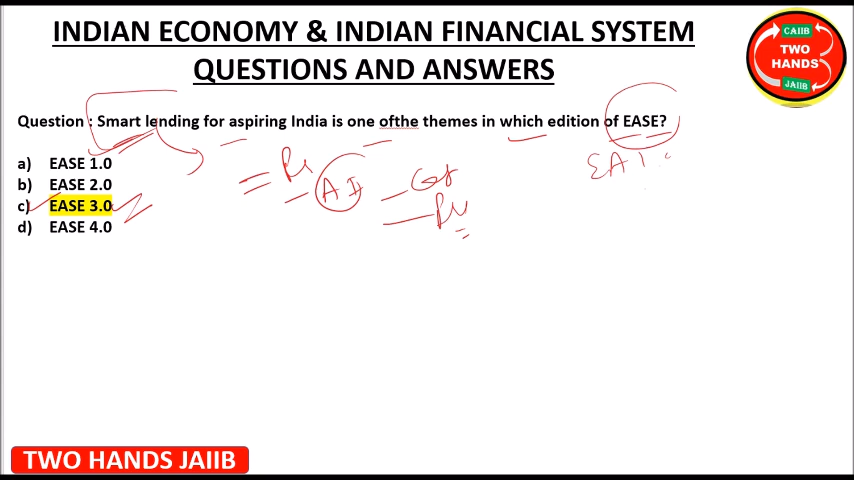 INDIAN ECONOMY & INDIAN FINANCIAL SYSTEM
QUESTIONS AND ANSWERS
CAIIB
TWO
HANDS
JAIIB
Question : Smart lending for aspiring India is one ofthe themes in which edition of EASE?
a) EASE 1.0
b) EASE 2.0
c) EASE 3.0
d) EASE 4.0
AI
TWO HANDS JAIIB